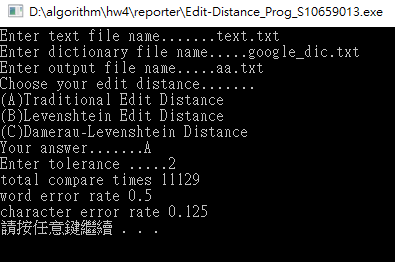 D:\algorithm\hw4\reporter\Edit-Distance_Prog_S10659013.exe
Enter text file name.......text.txt
Enter dictionary file name.....google_dic.txt
Enter output file name.....aa.txt
Choose your edit distance.......
(A)Traditional Edit Distance
(B)Levenshtein Edit Distance
(C)Damerau-Levenshtein Distance
Your answer.......A
Enter tolerance .....2
total compare times 11129
word error rate 0.5
character error rate 0.125
請按任意鍵繼續 . . .